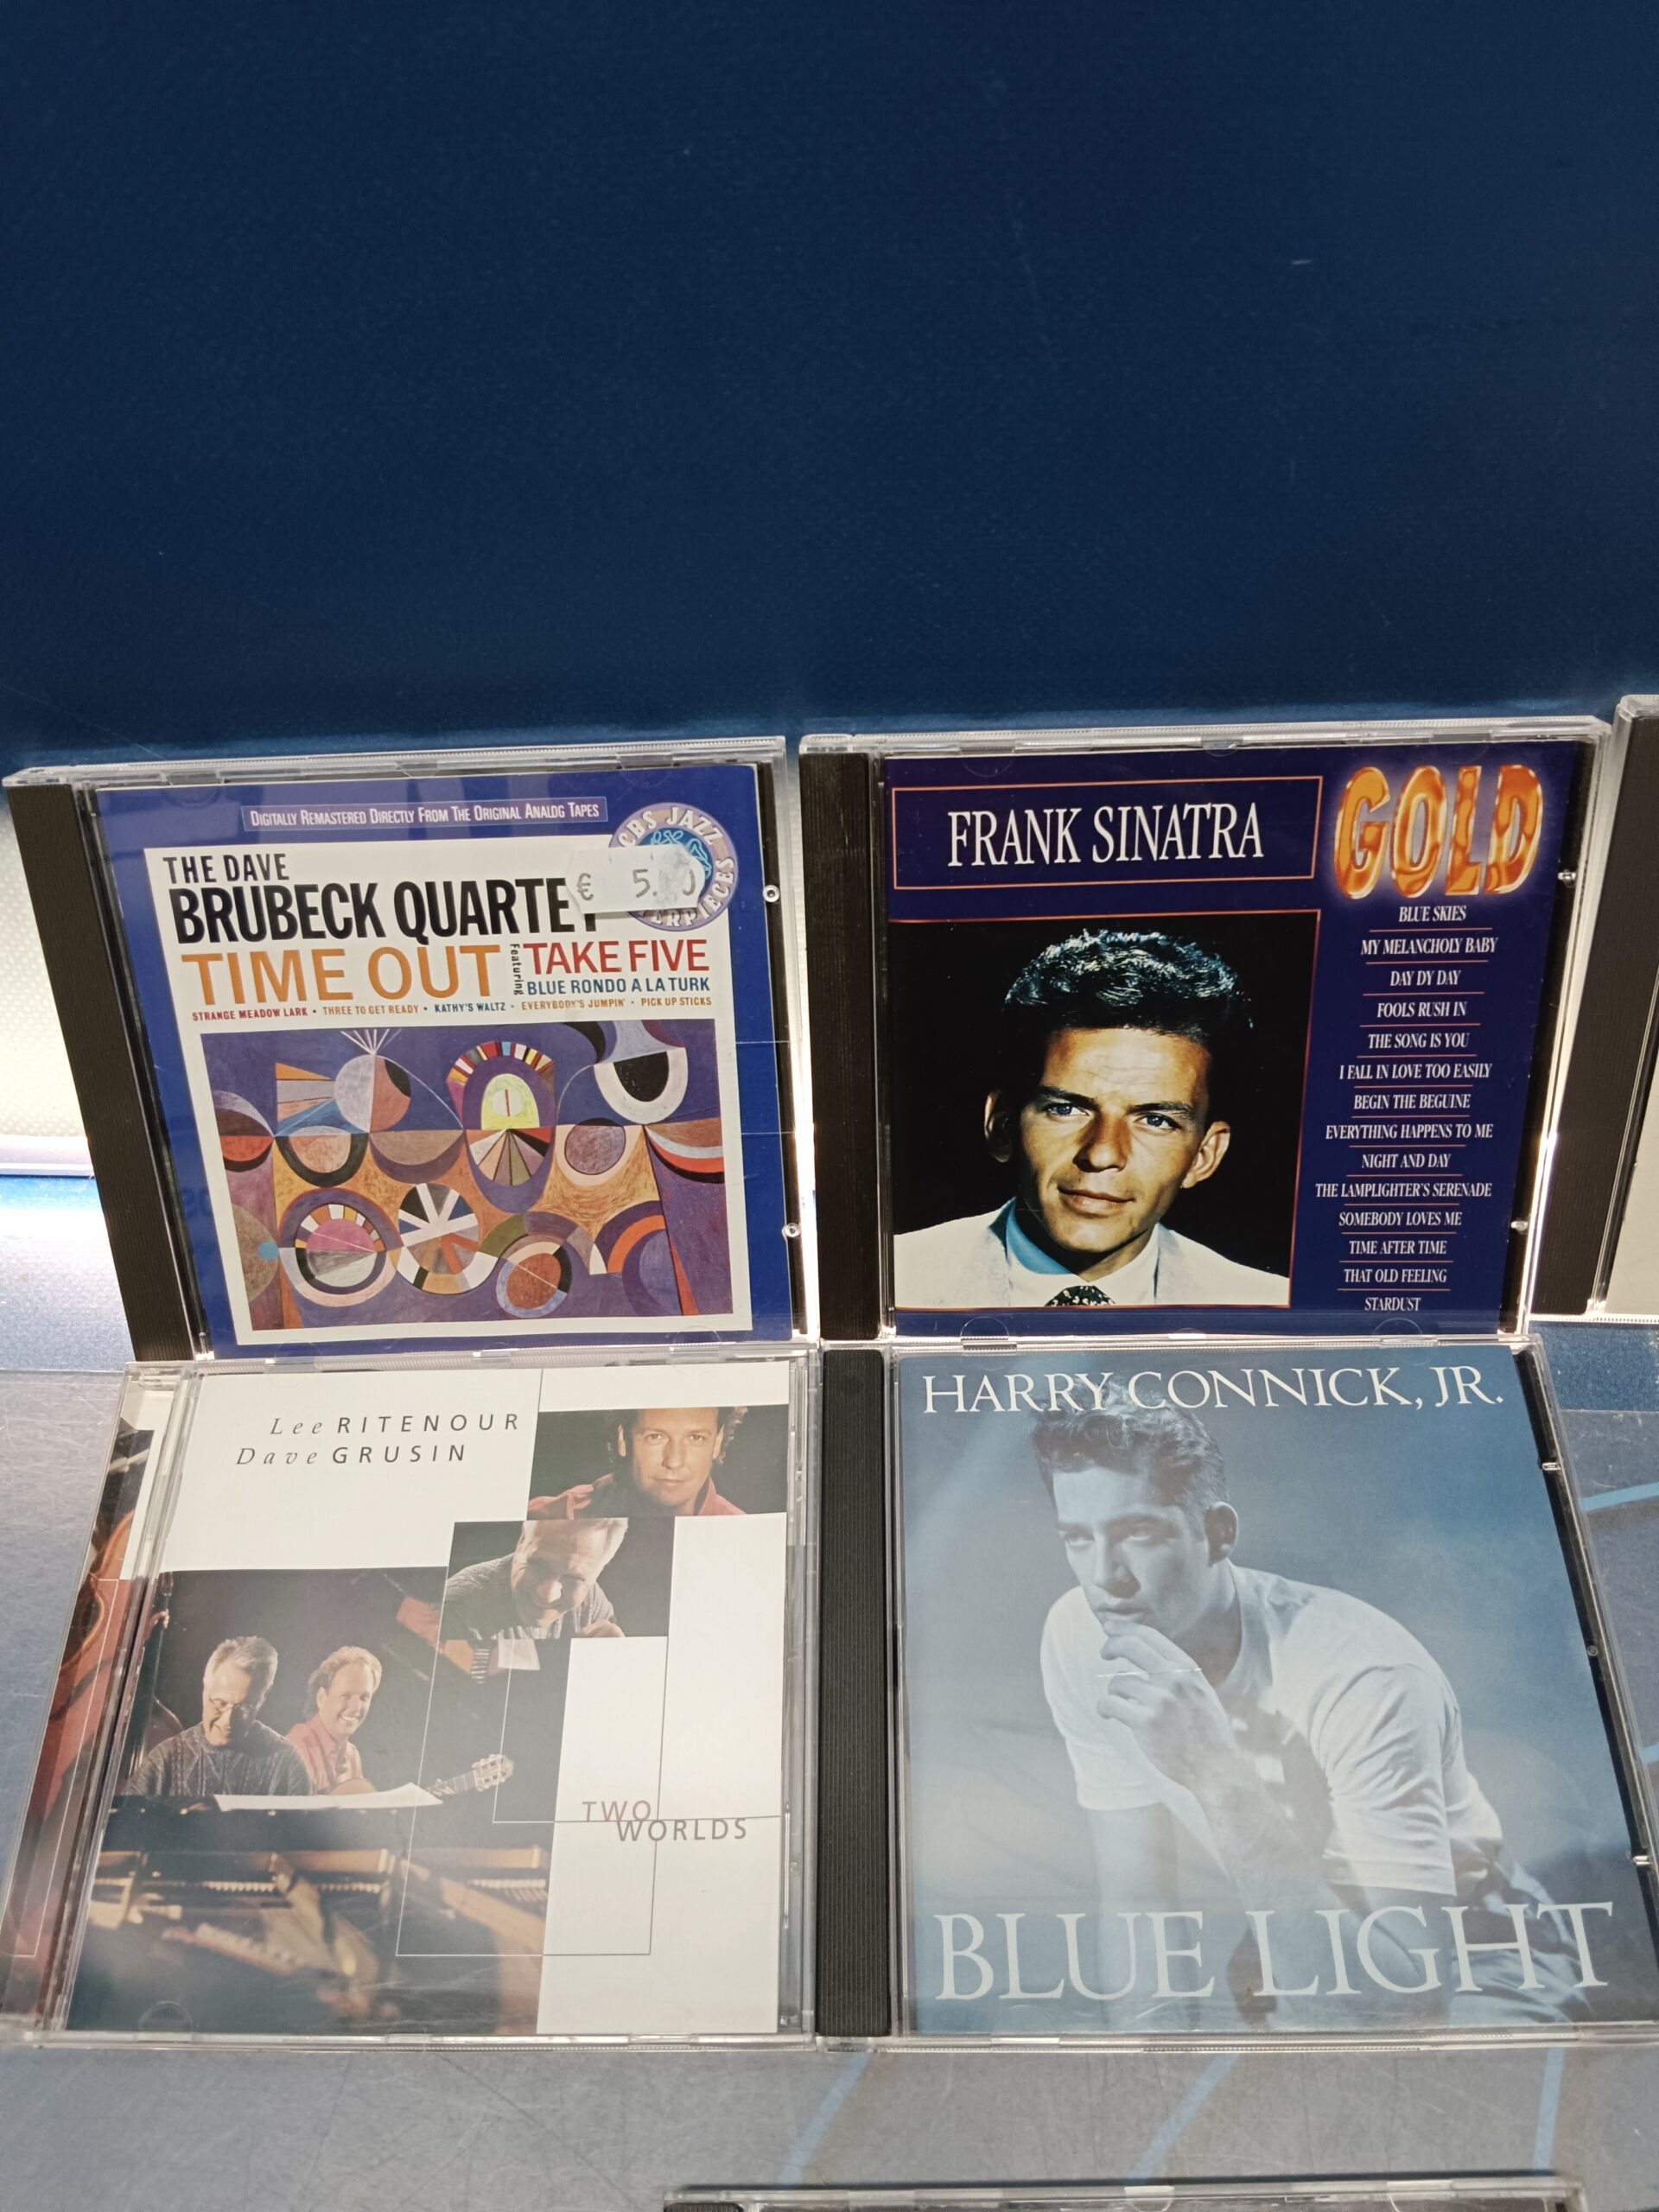 DIGITALLY REMASTERED DIRECTLY FROM THE ORIGINAL ANALOG TAPES
CBS JAZZ
THE DAVE
BRUBECK QUARTET
€ 5.
TIME OUT
Featuring
TAKE FIVE
BLUE RONDO A LA TURK
STRANGE MEADOW LARK • THREE TO GET READY • KATHY'S WALTZ • EVERYBODY'S JUMPIN' • PICK UP STICKS
FRANK SINATRA
GOLD
BLUE SKIES
MY MELANCHOLY BABY
DAY DY DAY
FOOLS RUSH IN
THE SONG IS YOU
I FALL IN LOVE TOO EASILY
BEGIN THE BEGUINE
EVERYTHING HAPPENS TO ME
NIGHT AND DAY
THE LAMPLIGHTER'S SERENADE
SOMEBODY LOVES ME
TIME AFTER TIME
THAT OLD FEELING
STARDUST
Lee RITENOUR
Dave GRUSIN
TWO
WORLDS
HARRY CONNICK, JR.
BLUE LIGHT